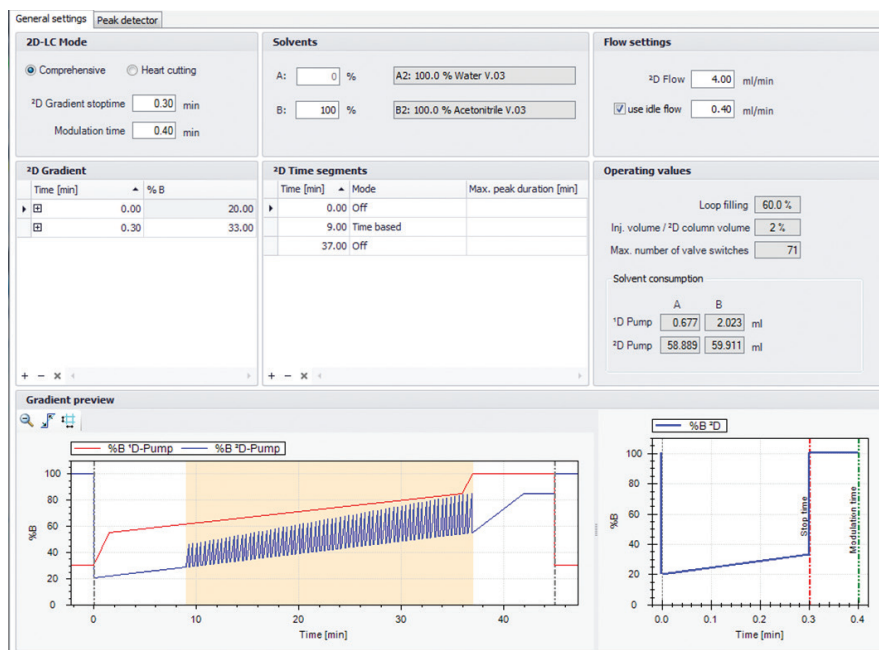 General settings Peak detector
2D-LC Mode
Comprehensive Heart cutting
²D Gradient stoptime 0.30 min
Modulation time 0.40 min
Solvents
A: 0 % A2: 100.0 % Water V.03
B: 100 % B2: 100.0 % Acetonitrile V.03
Flow settings
²D Flow 4.00 ml/min
use idle flow 0.40 ml/min
²D Gradient
Time [min] % B
0.00 20.00
0.30 33.00
²D Time segments
Time [min] Mode Max. peak duration [min]
0.00 Off
9.00 Time based
37.00 Off
Operating values
Loop filling 60.0 %
Inj. volume / ²D column volume 2 %
Max. number of valve switches 71
Solvent consumption
A B
¹D Pump 0.677 2.023 ml
²D Pump 58.889 59.911 ml
Gradient preview
%B ¹D-Pump %B ²D-Pump
%B
100
80
60
40
20
0
0 10 20 30 40
Time [min]
%B ²D
%B
100
80
60
40
20
0
Stop time
Modulation time
0.0 0.1 0.2 0.3 0.4
Time [min]